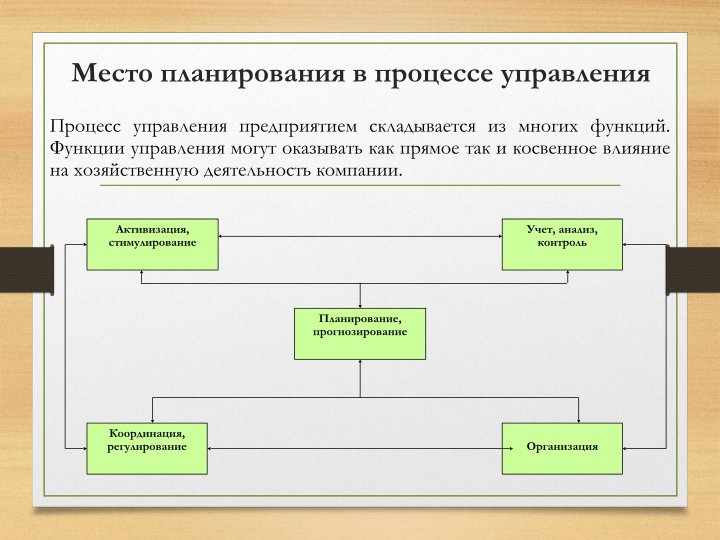 Место планирования в процессе управления
Процесс управления предприятием складывается из многих функций.
Функции управления могут оказывать как прямое так и косвенное влияние
на хозяйственную деятельность компании.
Активизация,
стимулирование
Учет, анализ,
контроль
Планирование,
прогнозирование
Координация,
регулирование
Организация